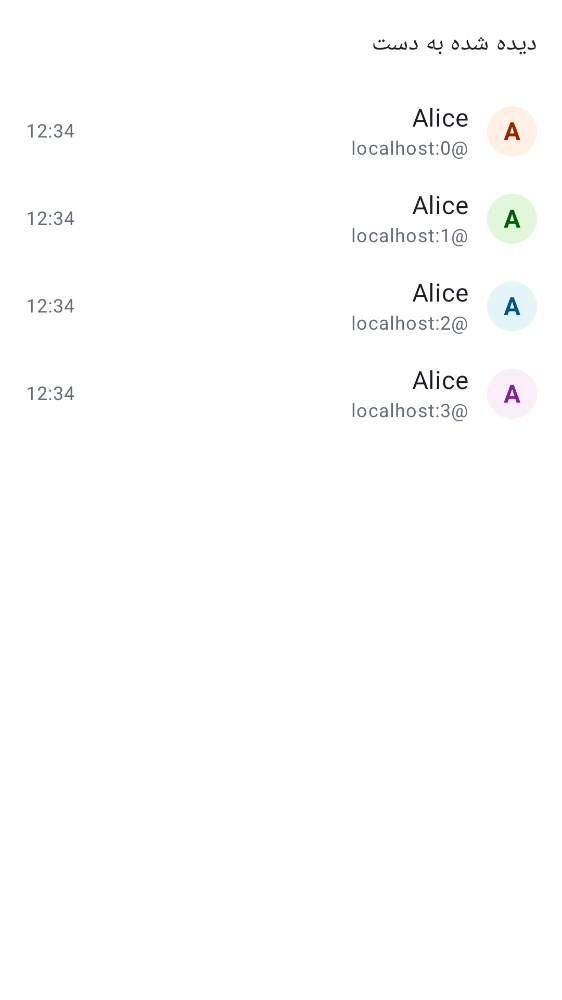 دیده شده به دست
A
Alice
12:34
localhost:0@
A
Alice
12:34
localhost:1@
A
Alice
12:34
localhost:2@
A
Alice
12:34
localhost:3@